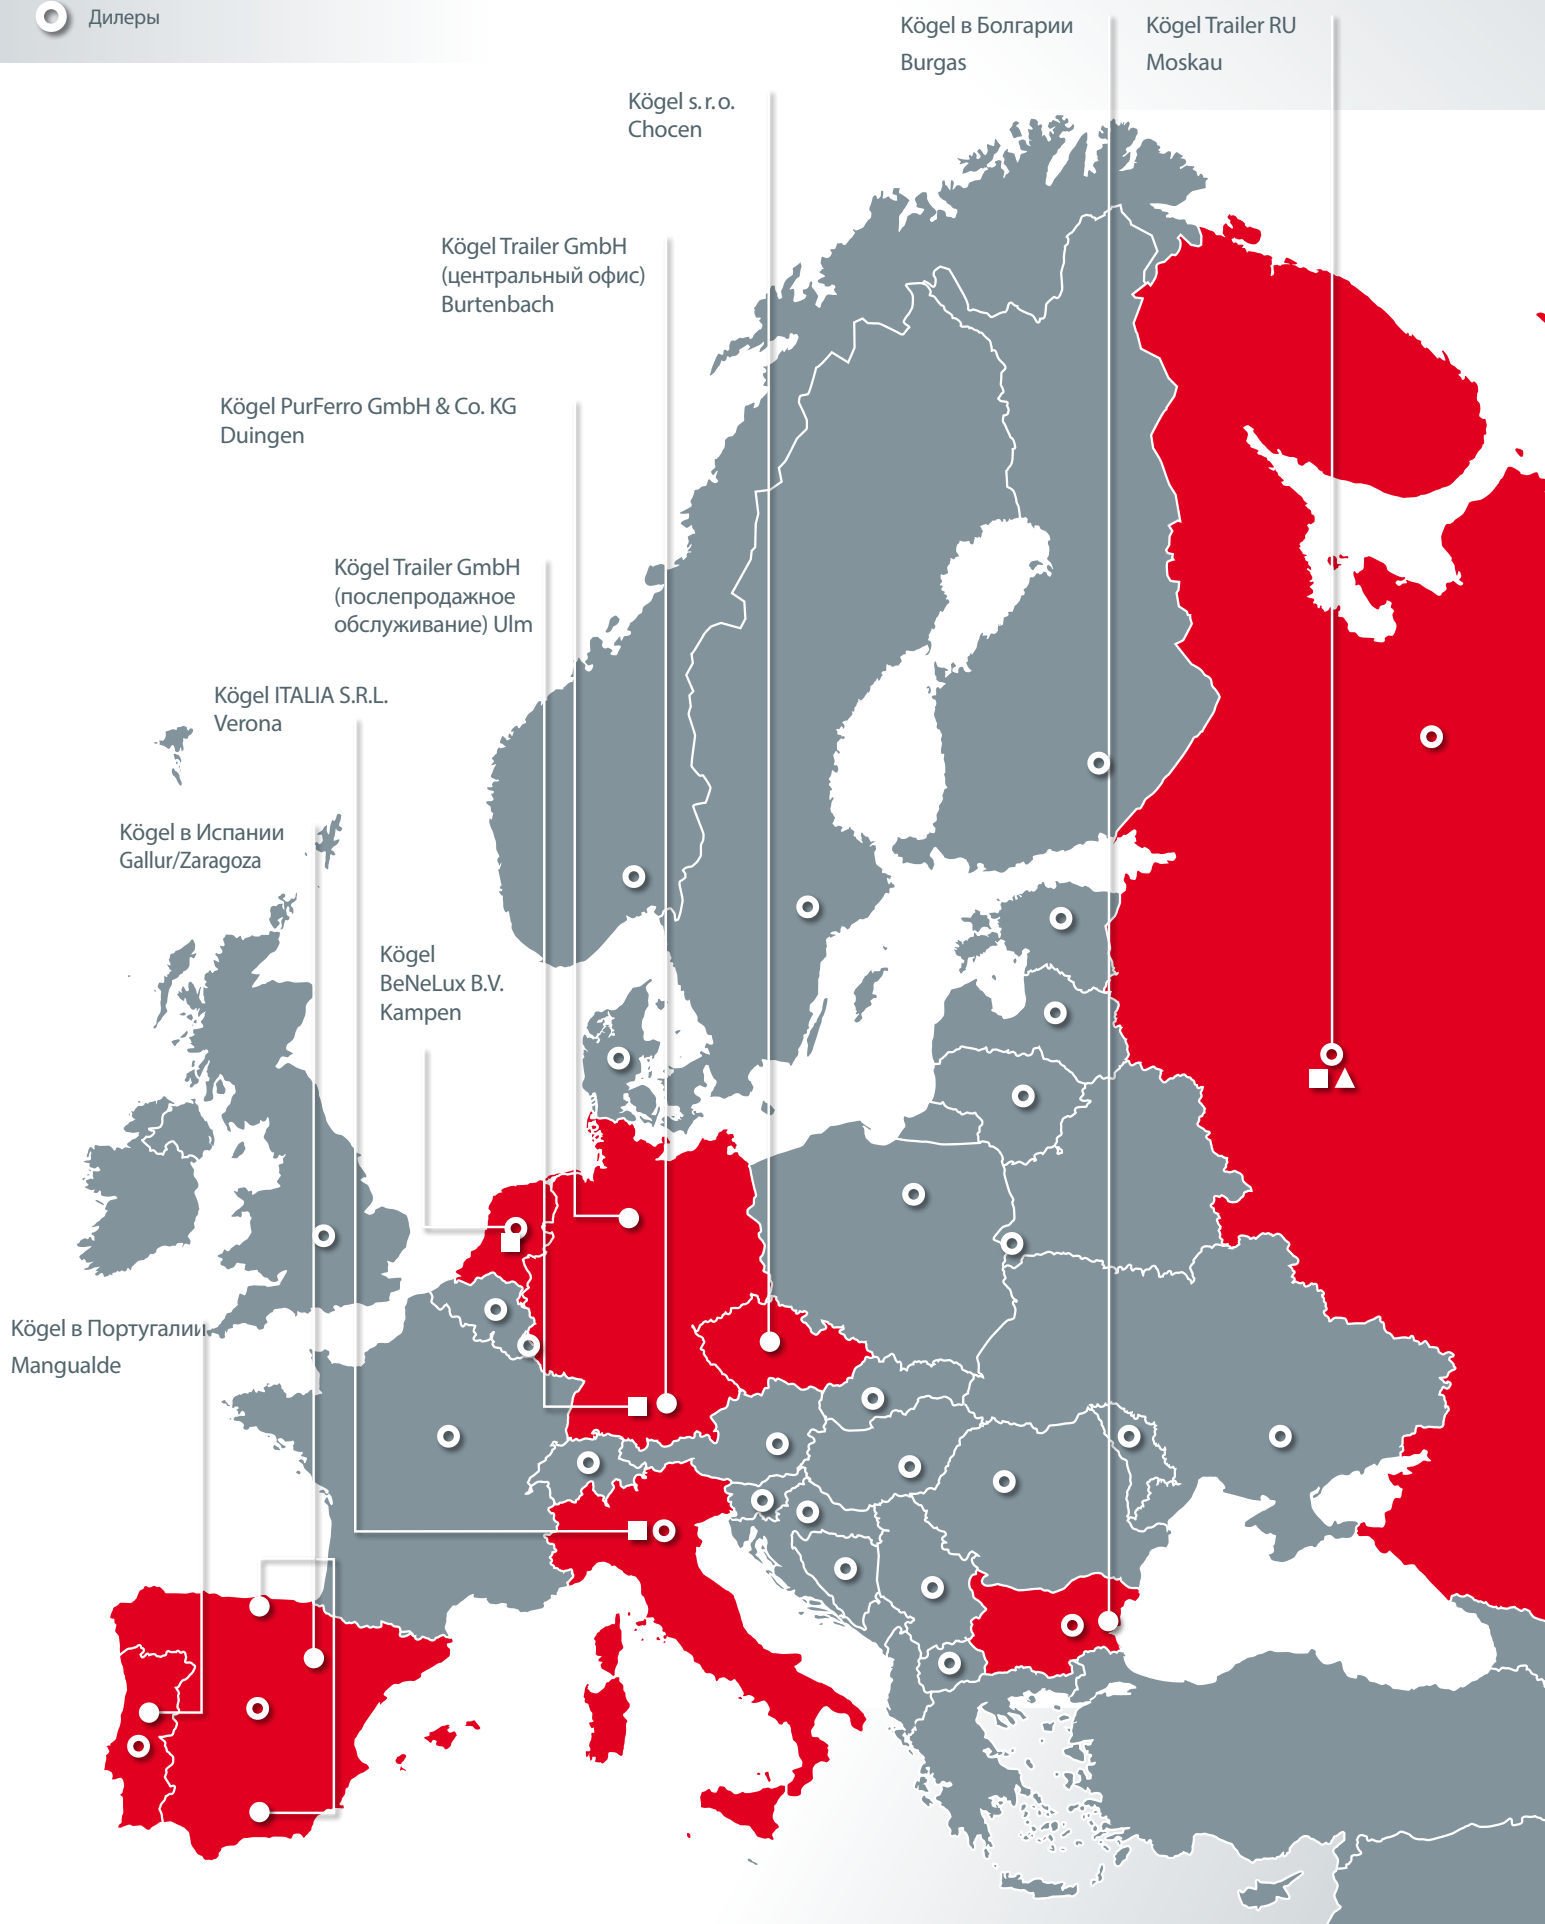 Дилеры
Kögel в Болгарии
Burgas
Kögel Trailer RU
Moskau
Kögel s. r. o.
Chocen
Kögel Trailer GmbH
(центральный офис)
Burtenbach
Kögel PurFerro GmbH & Co. KG
Duingen
Kögel Trailer GmbH
(послепродажное
обслуживание) Ulm
Kögel ITALIA S.R.L.
Verona
Kögel в Испании
Gallur/Zaragoza
Kögel
BeNeLux B.V.
Kampen
Kögel в Португалии
Mangualde